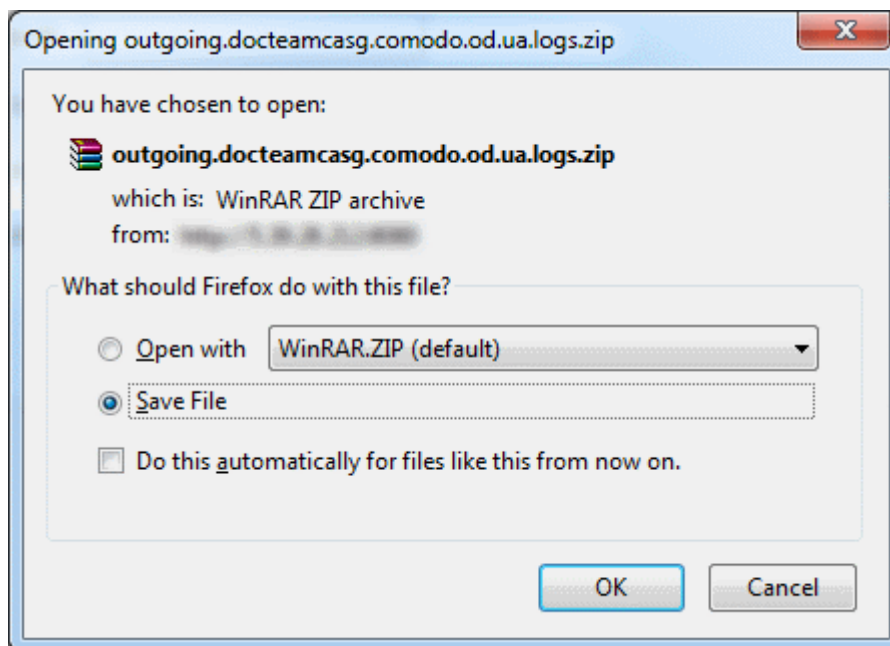 Opening outgoing.docteamcasg.comodo.od.ua.logs.zip
You have chosen to open:
outgoing.docteamcasg.comodo.od.ua.logs.zip
which is: WinRAR ZIP archive
from:
What should Firefox do with this file?
Open with WinRAR.ZIP (default)
Save File
Do this automatically for files like this from now on.
OK Cancel